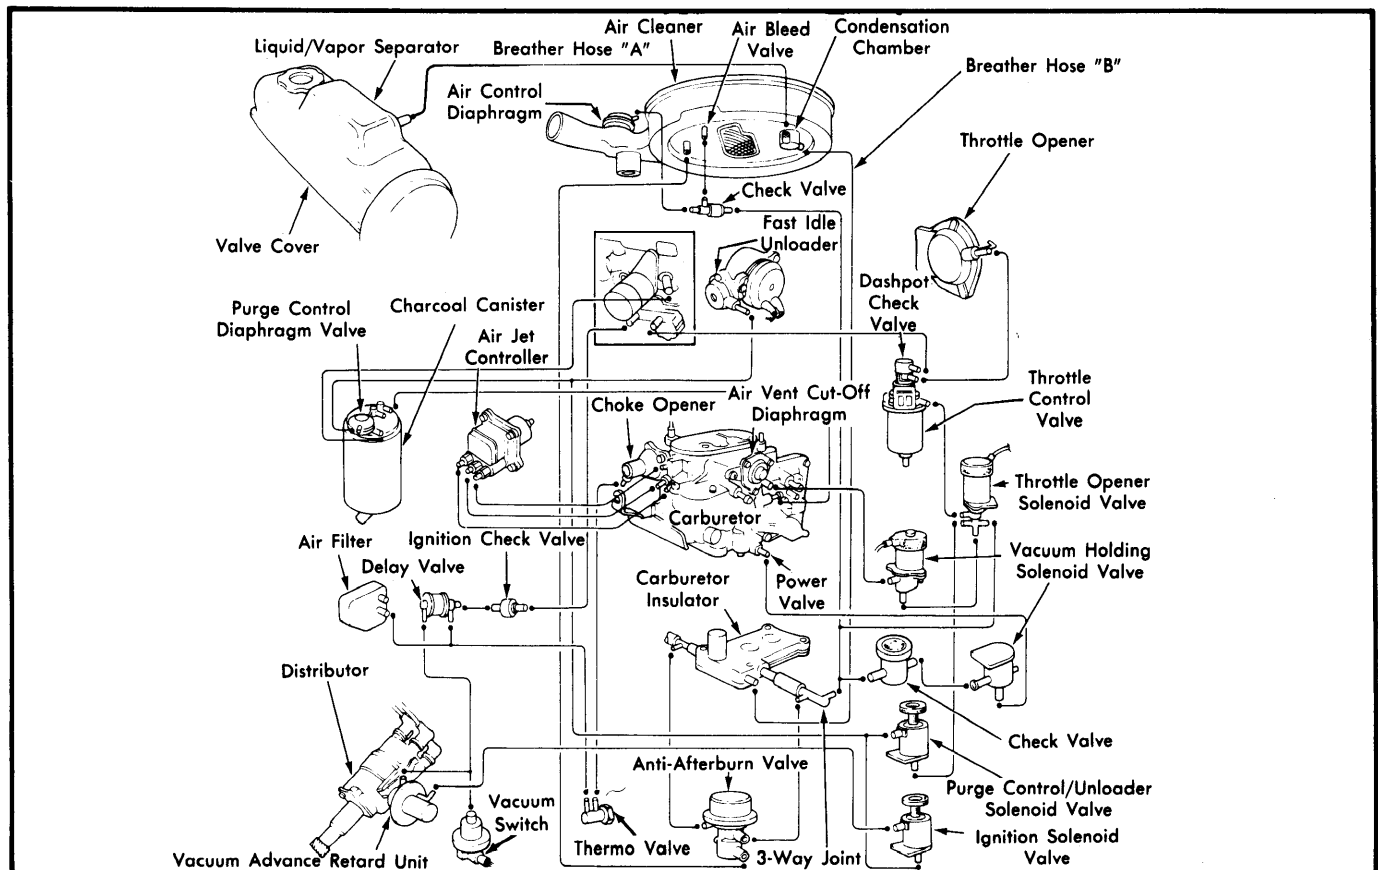 Air Cleaner
Air Bleed
Valve
Condensation
Chamber
Liquid/Vapor Separator
Breather Hose "A"
Breather Hose "B"
Air Control
Diaphragm
Throttle Opener
Check Valve
Valve Cover
Fast Idle
Unloader
Dashpot
Check
Valve
Purge Control
Diaphragm Valve
Charcoal Canister
Air Jet
Controller
Throttle
Control
Valve
Choke Opener
Air Vent Cut-Off
Diaphragm
Throttle Opener
Solenoid Valve
Carburetor
Air Filter
Ignition Check Valve
Delay Valve
Vacuum Holding
Solenoid Valve
Carburetor
Insulator
Power
Valve
Distributor
Check Valve
Anti-Afterburn Valve
Purge Control/Unloader
Solenoid Valve
Vacuum
Switch
Ignition Solenoid
Valve
Thermo Valve
3-Way Joint
Vacuum Advance Retard Unit